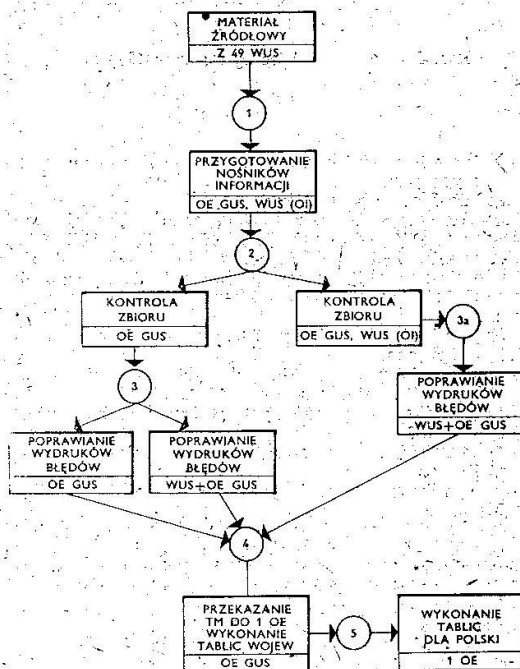 MATERIAŁ
ŹRÓDŁOWY
Z 49 WUS
1
PRZYGOTOWANIE
NOŚNIKÓW
INFORMACJI
OE GUS, WUS (OI)
2
KONTROLA
ZBIORU
OE GUS
KONTROLA
ZBIORU
OE GUS, WUS (OI)
3a
3
POPRAWIANIE
WYDRUKÓW
BŁĘDÓW
WUS+OE GUS
POPRAWIANIE
WYDRUKÓW
BŁĘDÓW
OE GUS
POPRAWIANIE
WYDRUKÓW
BŁĘDÓW
WUS+OE GUS
4
PRZEKAZANIE
TM DO 1 OE
WYKONANIE
TABLIC WOJEW
OE GUS
5
WYKONANIE
TABLIC
DLA POLSKI
1 OE